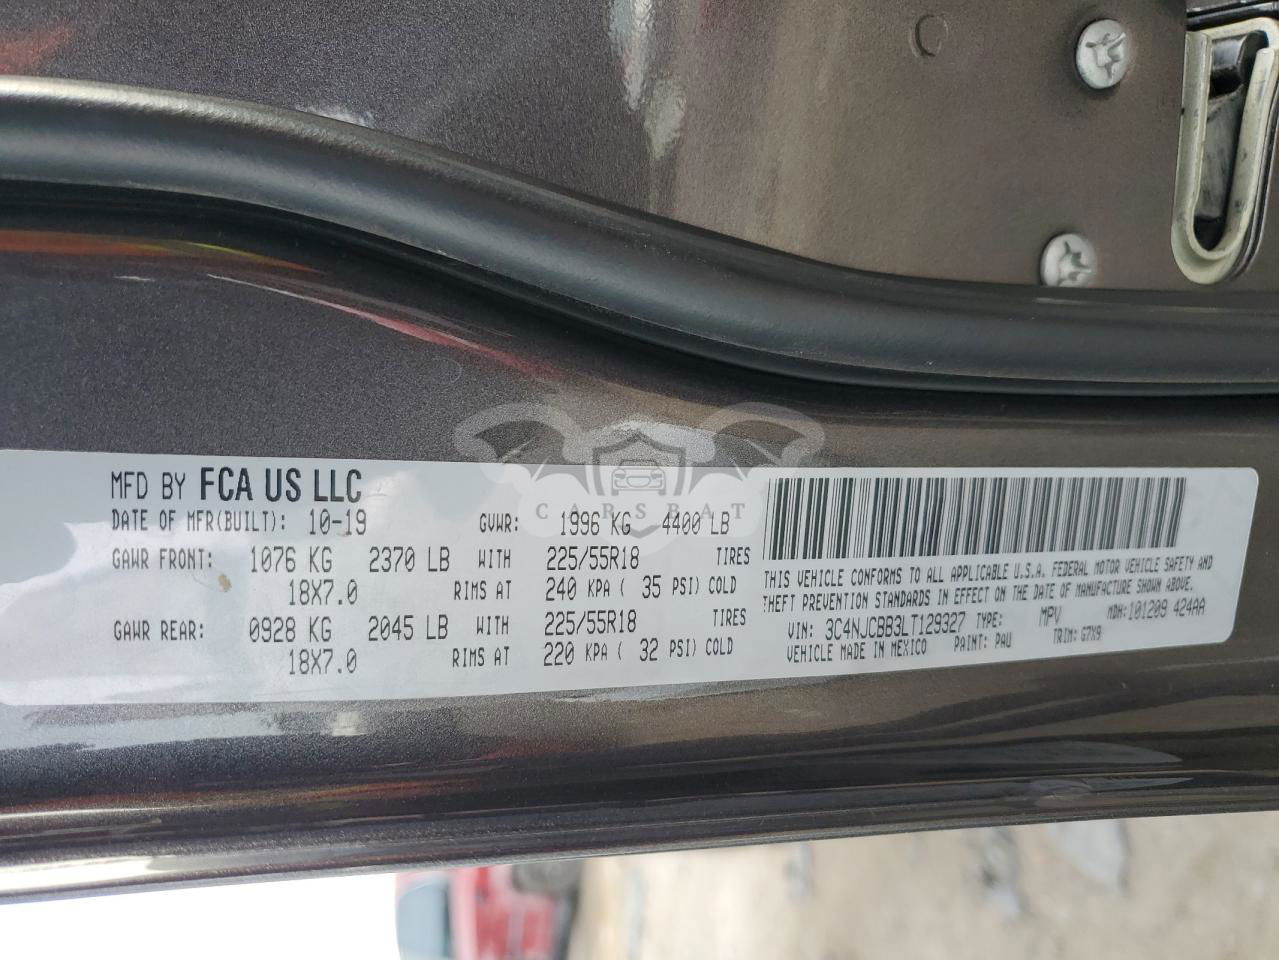 MFD BY FCA US LLC
DATE OF MFR(BUILT): 10-19 GVWR: 1996 KG 4400 LB
GAWR FRONT: 1076 KG 2370 LB WITH 225/55R18 TIRES
18X7.0 RIMS AT 240 KPA ( 35 PSI) COLD
GAWR REAR: 0928 KG 2045 LB WITH 225/55R18 TIRES
18X7.0 RIMS AT 220 KPA ( 32 PSI) COLD
THIS VEHICLE CONFORMS TO ALL APPLICABLE U.S.A. FEDERAL MOTOR VEHICLE SAFETY AND
THEFT PREVENTION STANDARDS IN EFFECT ON THE DATE OF MANUFACTURE SHOWN ABOVE.
VIN: 3C4NJCBB3LT129327 TYPE: MPV MDH:101209 424AA
VEHICLE MADE IN MEXICO PAINT: PAU TRIM: G7X9
CARSBAT